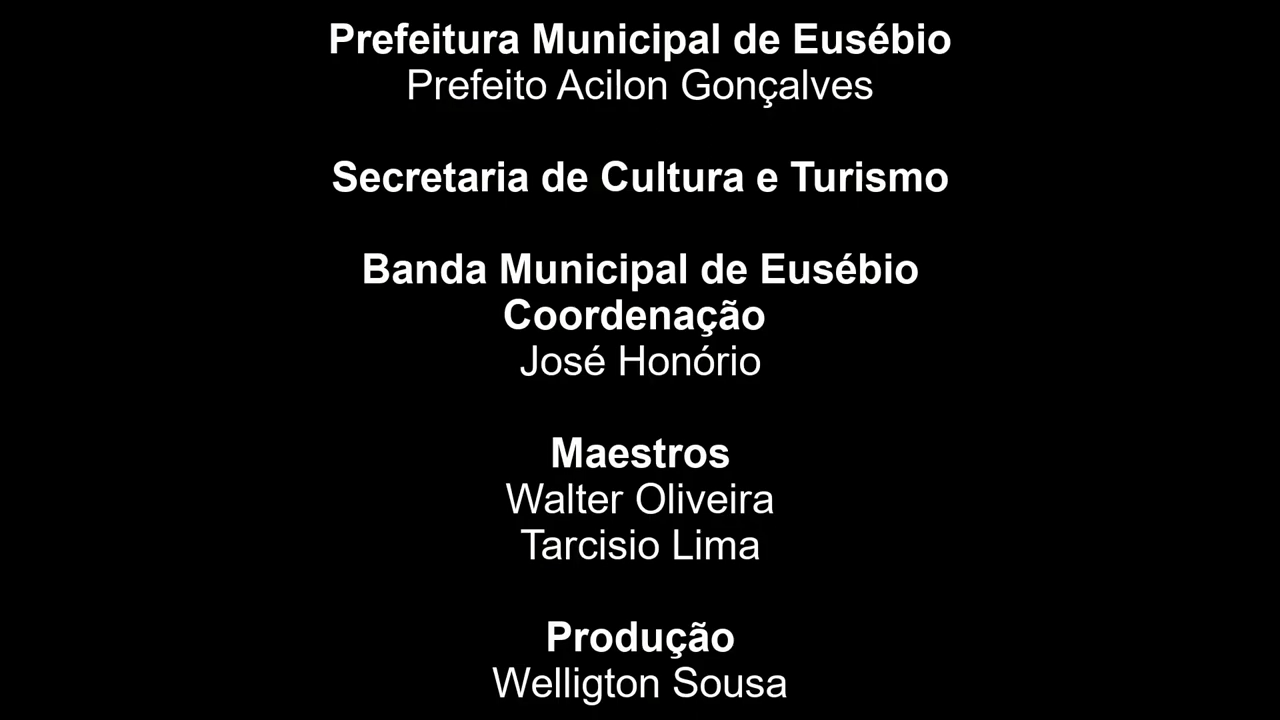 Prefeitura Municipal de Eusébio
Prefeito Acilon Gonçalves
Secretaria de Cultura e Turismo
Banda Municipal de Eusébio
Coordenação
José Honório
Maestros
Walter Oliveira
Tarcisio Lima
Produção
Welligton Sousa